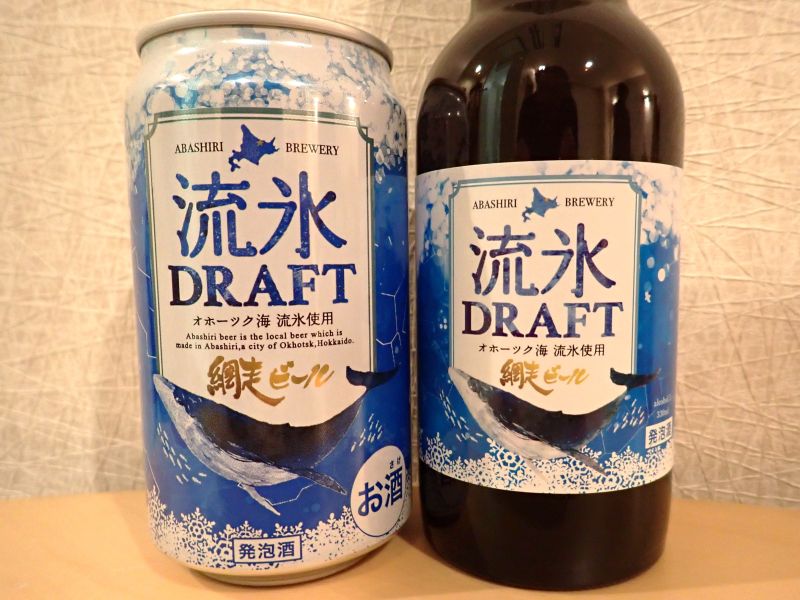 ABASHIRI BREWERY
流氷
DRAFT
オホーツク海 流氷使用
Abashiri beer is the local beer which is
made in Abashiri,a city of Okhotsk,Hokkaido.
網走ビール
さけ
お酒
発泡酒
ABASHIRI BREWERY
流氷
DRAFT
オホーツク海 流氷使用
網走ビール
330ml
発泡酒